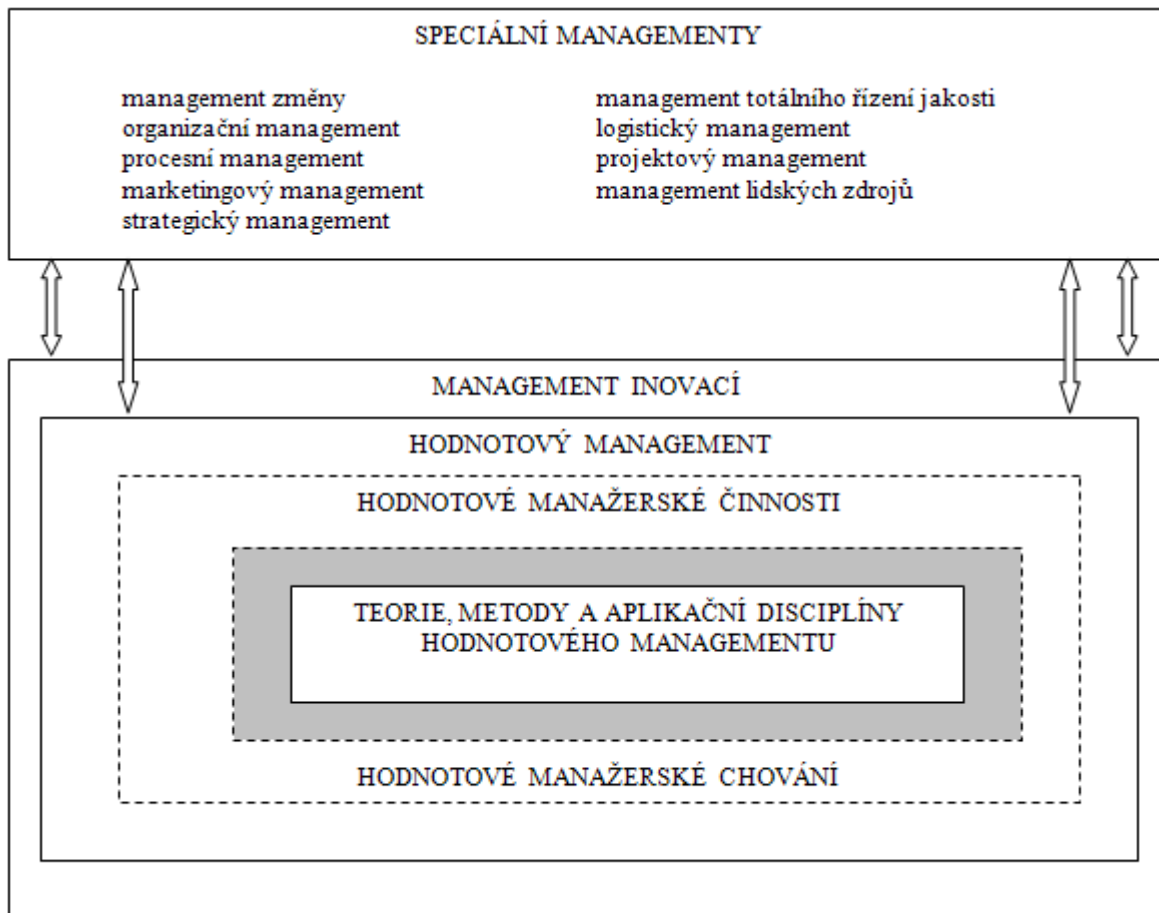 SPECIÁLNÍ MANAGEMENTY
management změny
organizační management
procesní management
marketingový management
strategický management
management totálního řízení jakosti
logistický management
projektový management
management lidských zdrojů
MANAGEMENT INOVACÍ
HODNOTOVÝ MANAGEMENT
HODNOTOVÉ MANAŽERSKÉ ČINNOSTI
TEORIE, METODY A APLIKAČNÍ DISCIPLÍNY
HODNOTOVÉHO MANAGEMENTU
HODNOTOVÉ MANAŽERSKÉ CHOVÁNÍ